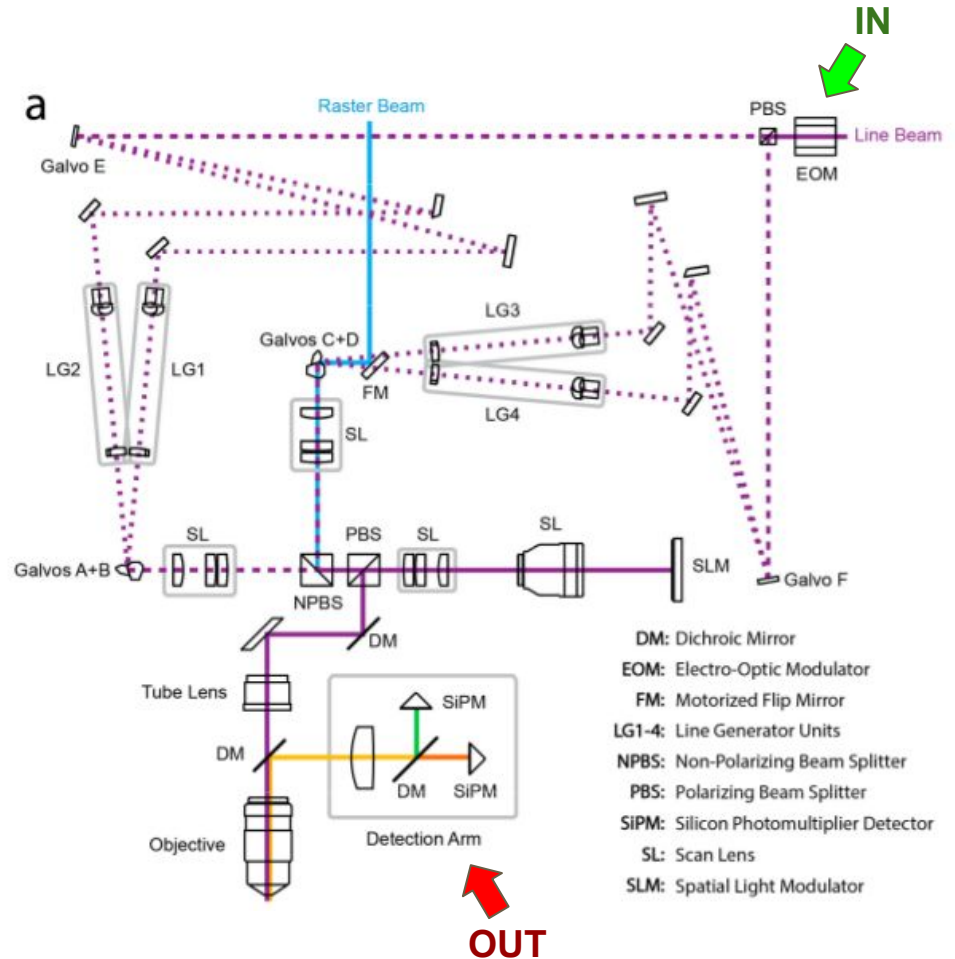 IN
a
Raster Beam
PBS
Line Beam
EOM
Galvo E
LG3
Galvos C+D
FM
LG2
LG1
LG4
SL
SL
PBS
SL
SL
Galvos A+B
SLM
Galvo F
NPBS
DM
DM: Dichroic Mirror
EOM: Electro-Optic Modulator
FM: Motorized Flip Mirror
LG1-4: Line Generator Units
NPBS: Non-Polarizing Beam Splitter
PBS: Polarizing Beam Splitter
SiPM: Silicon Photomultiplier Detector
SL: Scan Lens
SLM: Spatial Light Modulator
Tube Lens
SiPM
DM
DM
SiPM
Objective
Detection Arm
OUT